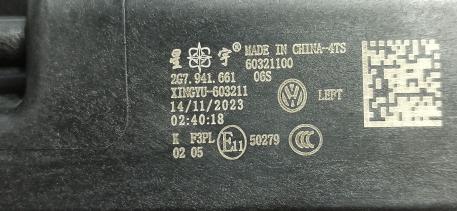 星宇® MADE IN CHINA-4TS
60321100
2G7.941.661 06S
XINGYU-603211 LEFT
14/11/2023
02:40:18
K F3PL E11 50279 CCC
02 05